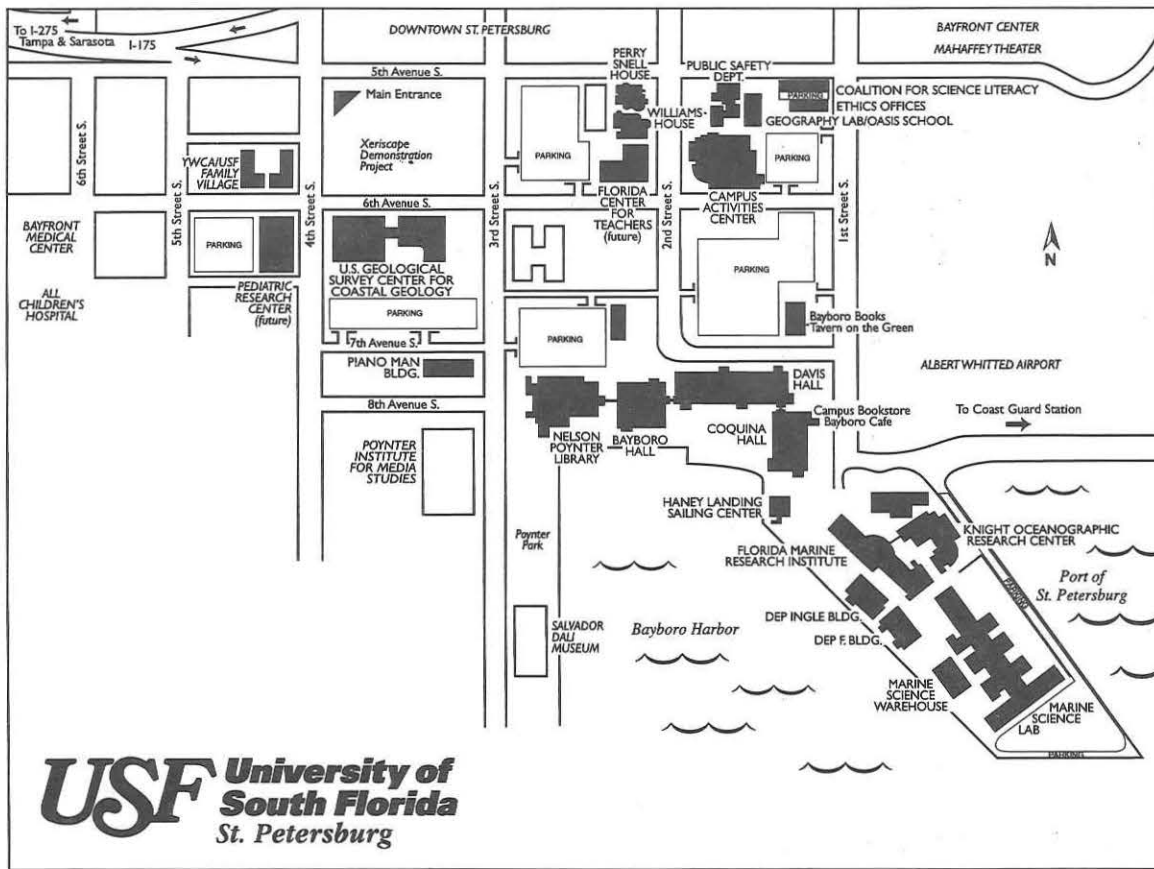 To I-275
Tampa & Sarasota
I-175
DOWNTOWN ST. PETERSBURG
BAYFRONT CENTER
MAHAFFEY THEATER
5th Avenue S.
PERRY
SNELL
HOUSE
PUBLIC SAFETY
DEPT.
PARKING
COALITION FOR SCIENCE LITERACY
ETHICS OFFICES
GEOGRAPHY LAB/OASIS SCHOOL
Main Entrance
WILLIAMS-
HOUSE
6th Street S.
Xeriscape
Demonstration
Project
PARKING
PARKING
YWCA/USF
FAMILY
VILLAGE
5th Street S.
4th Street S.
3rd Street S.
2nd Street S.
1st Street S.
FLORIDA
CENTER
FOR
TEACHERS
(future)
CAMPUS
ACTIVITIES
CENTER
6th Avenue S.
BAYFRONT
MEDICAL
CENTER
PARKING
N
U.S. GEOLOGICAL
SURVEY CENTER FOR
COASTAL GEOLOGY
PARKING
ALL
CHILDREN'S
HOSPITAL
PEDIATRIC
RESEARCH
CENTER
(future)
PARKING
Bayboro Books
Tavern on the Green
7th Avenue S.
PARKING
PIANO MAN
BLDG.
ALBERT WHITTED AIRPORT
DAVIS
HALL
8th Avenue S.
Campus Bookstore
Bayboro Cafe
To Coast Guard Station
POYNTER
INSTITUTE
FOR MEDIA
STUDIES
NELSON
POYNTER
LIBRARY
BAYBORO
HALL
COQUINA
HALL
HANEY LANDING
SAILING CENTER
Poynter
Park
KNIGHT OCEANOGRAPHIC
RESEARCH CENTER
FLORIDA MARINE
RESEARCH INSTITUTE
PARKING
Port of
St. Petersburg
DEP INGLE BLDG.
SALVADOR
DALI
MUSEUM
Bayboro Harbor
DEP F. BLDG.
MARINE
SCIENCE
WAREHOUSE
MARINE
SCIENCE
LAB
PARKING
USF University of
South Florida
St. Petersburg